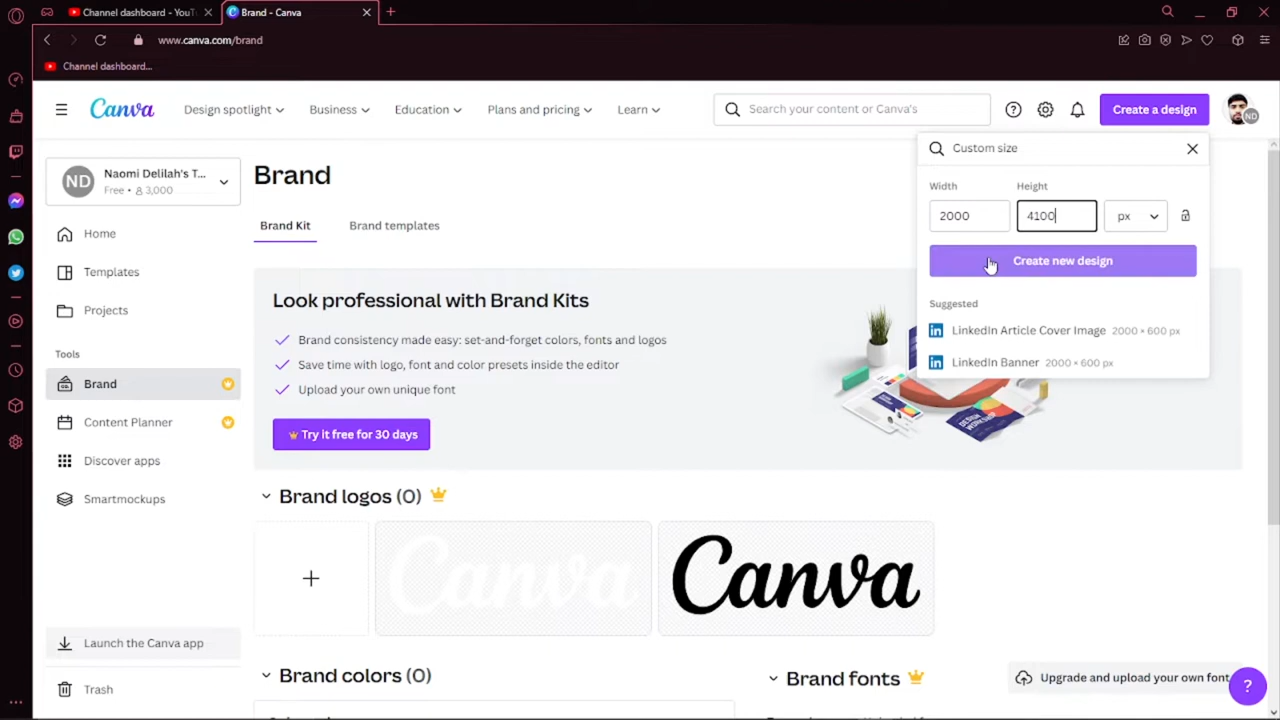 Channel dashboard - YouT
Brand - Canva
www.canva.com/brand
Channel dashboard...
Canva
Design spotlight
Business
Education
Plans and pricing
Learn
Search your content or Canva's
Create a design
ND
ND
Naomi Delilah's T...
Free • 3,000
Home
Templates
Projects
Tools
Brand
Content Planner
Discover apps
Smartmockups
Launch the Canva app
Trash
Brand
Brand Kit
Brand templates
Look professional with Brand Kits
Brand consistency made easy: set-and-forget colors, fonts and logos
Save time with logo, font and color presets inside the editor
Upload your own unique font
Try it free for 30 days
Custom size
Width
Height
2000
4100
px
Create new design
Suggested
LinkedIn Article Cover Image 2000 × 600 px
LinkedIn Banner 2000 × 600 px
Brand logos (0)
+
Canva
Canva
Brand colors (0)
Brand fonts
Upgrade and upload your own font
?